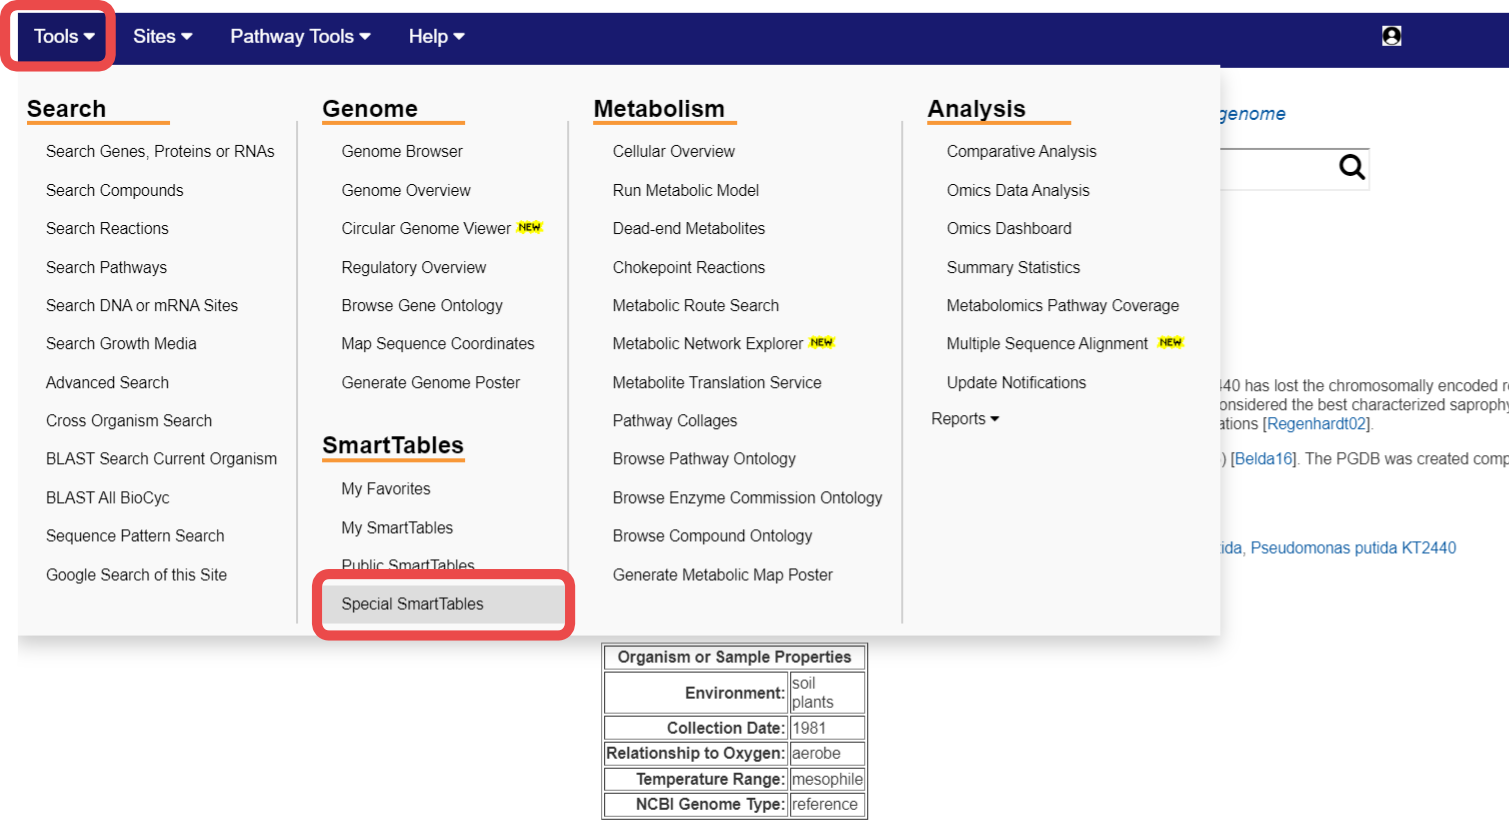 Tools
Sites
Pathway Tools
Help
Search
Search Genes, Proteins or RNAs
Search Compounds
Search Reactions
Search Pathways
Search DNA or mRNA Sites
Search Growth Media
Advanced Search
Cross Organism Search
BLAST Search Current Organism
BLAST All BioCyc
Sequence Pattern Search
Google Search of this Site
Genome
Genome Browser
Genome Overview
Circular Genome Viewer NEW
Regulatory Overview
Browse Gene Ontology
Map Sequence Coordinates
Generate Genome Poster
SmartTables
My Favorites
My SmartTables
Public SmartTables
Special SmartTables
Metabolism
Cellular Overview
Run Metabolic Model
Dead-end Metabolites
Chokepoint Reactions
Metabolic Route Search
Metabolic Network Explorer NEW
Metabolite Translation Service
Pathway Collages
Browse Pathway Ontology
Browse Enzyme Commission Ontology
Browse Compound Ontology
Generate Metabolic Map Poster
Analysis
Comparative Analysis
Omics Data Analysis
Omics Dashboard
Summary Statistics
Metabolomics Pathway Coverage
Multiple Sequence Alignment NEW
Update Notifications
Reports
genome
40 has lost the chromosomally encoded r
onsidered the best characterized saprophy
ations [Regenhardt02].
) [Belda16]. The PGDB was created comp
ida, Pseudomonas putida KT2440
Organism or Sample Properties
Environment: soil
plants
Collection Date: 1981
Relationship to Oxygen: aerobe
Temperature Range: mesophile
NCBI Genome Type: reference